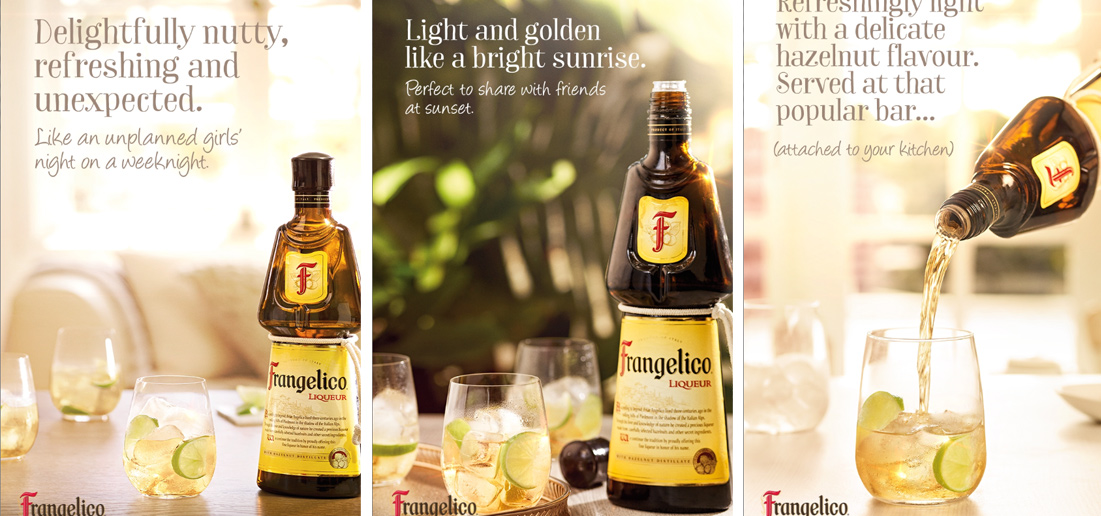 Delightfully nutty,
refreshing and
unexpected.
Like an unplanned girls'
night on a weeknight.
F
Frangelico
LIQUEUR
Frangelico
Light and golden
like a bright sunrise.
Perfect to share with friends
at sunset.
F
Frangelico
LIQUEUR
Frangelico
Refreshingly light
with a delicate
hazelnut flavour.
Served at that
popular bar...
(attached to your kitchen)
F
Frangelico